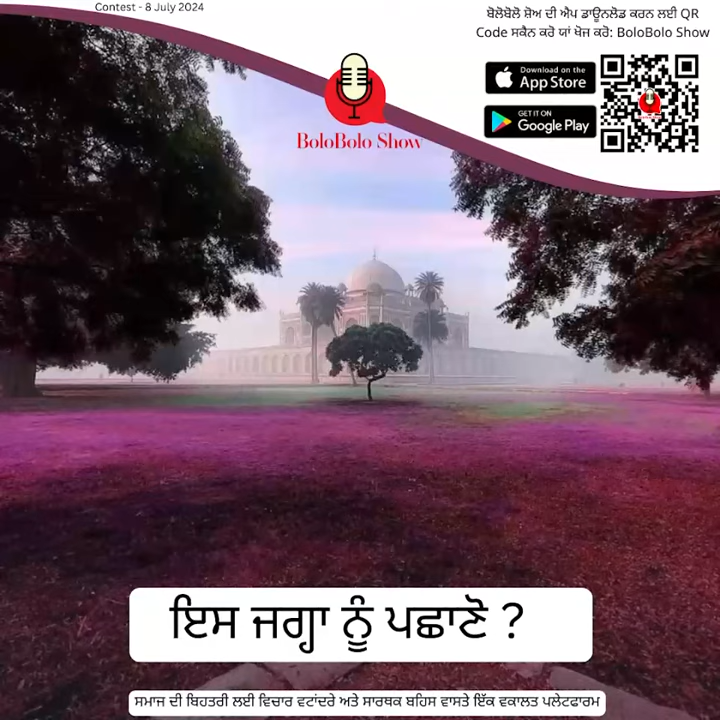 Contest - 8 July 2024
ਬੋਲੋਬੋਲੋ ਸ਼ੋਅ ਦੀ ਐਪ ਡਾਊਨਲੋਡ ਕਰਨ ਲਈ QR
Code ਸਕੈਨ ਕਰੋ ਯਾਂ ਖੋਜ ਕਰੋ: BoloBolo Show
Download on the
App Store
GET IT ON
Google Play
BoloBolo Show
ਇਸ ਜਗ੍ਹਾ ਨੂੰ ਪਛਾਣੋ ?
ਸਮਾਜ ਦੀ ਬਿਹਤਰੀ ਲਈ ਵਿਚਾਰ ਵਟਾਂਦਰੇ ਅਤੇ ਸਾਰਥਕ ਬਹਿਸ ਵਾਸਤੇ ਇੱਕ ਵਕਾਲਤ ਪਲੇਟਫਾਰਮ